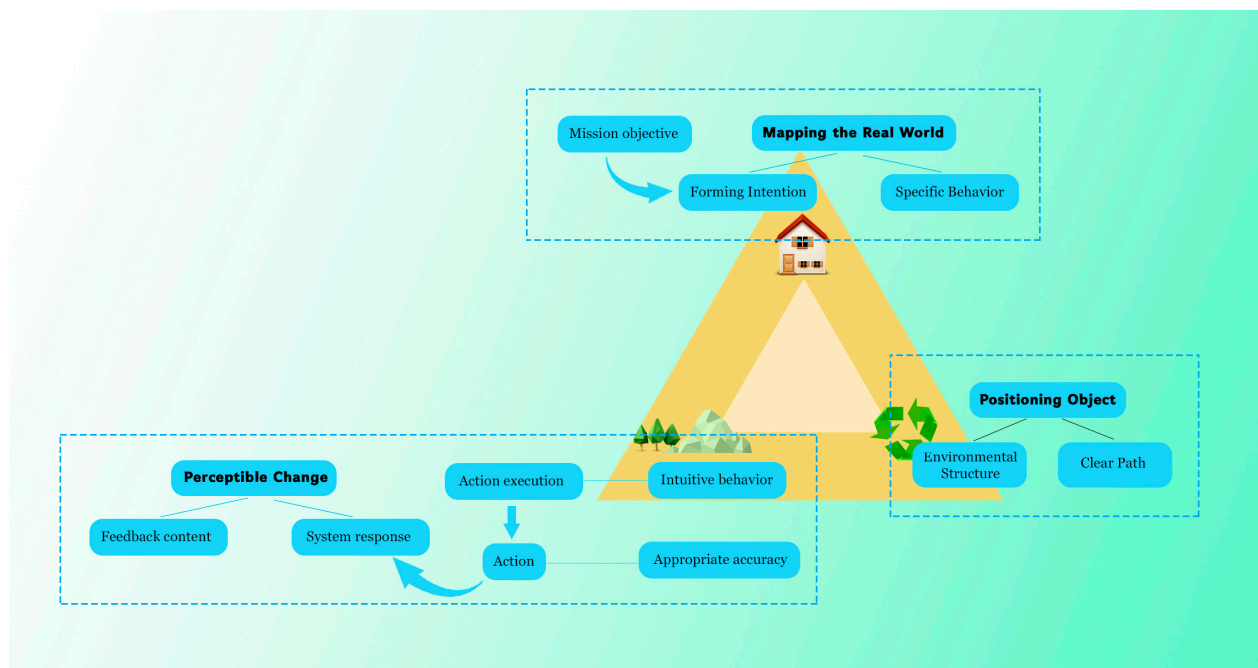 Mission objective
Mapping the Real World
Forming Intention
Specific Behavior
Positioning Object
Environmental
Structure
Clear Path
Perceptible Change
Action execution
Intuitive behavior
Feedback content
System response
Action
Appropriate accuracy